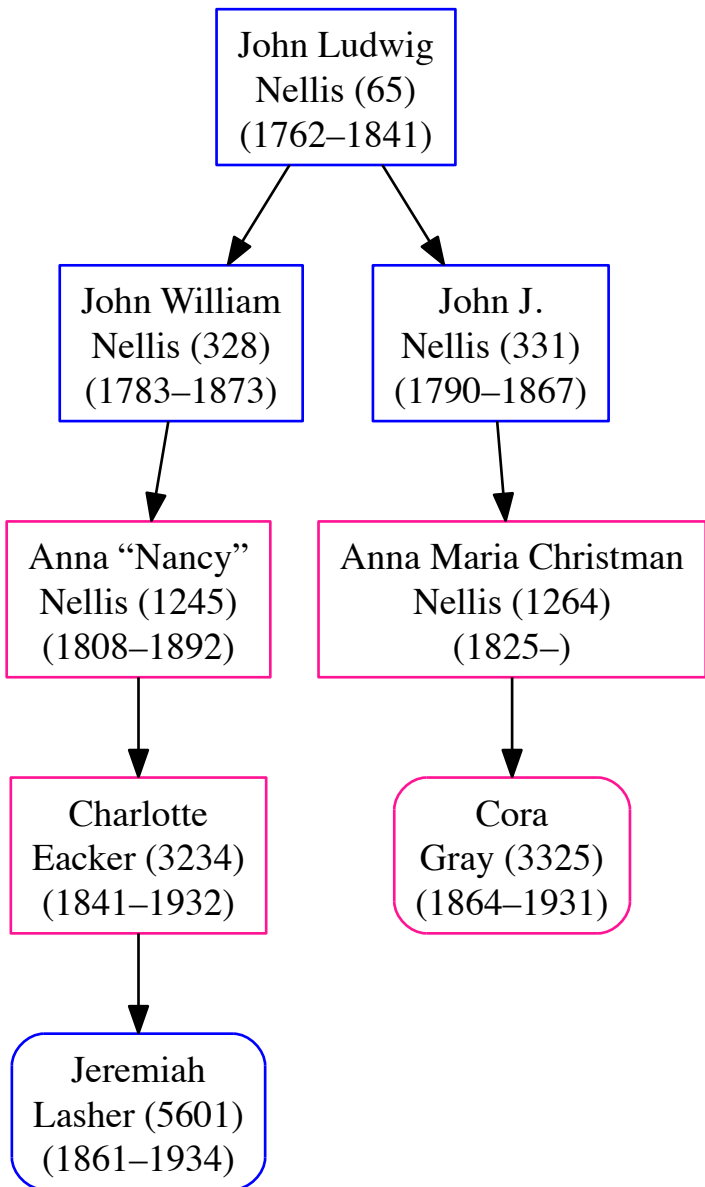 John Ludwig
Nellis (65)
(1762–1841)
John William
Nellis (328)
(1783–1873)
John J.
Nellis (331)
(1790–1867)
Anna “Nancy”
Nellis (1245)
(1808–1892)
Anna Maria Christman
Nellis (1264)
(1825–)
Charlotte
Eacker (3234)
(1841–1932)
Cora
Gray (3325)
(1864–1931)
Jeremiah
Lasher (5601)
(1861–1934)